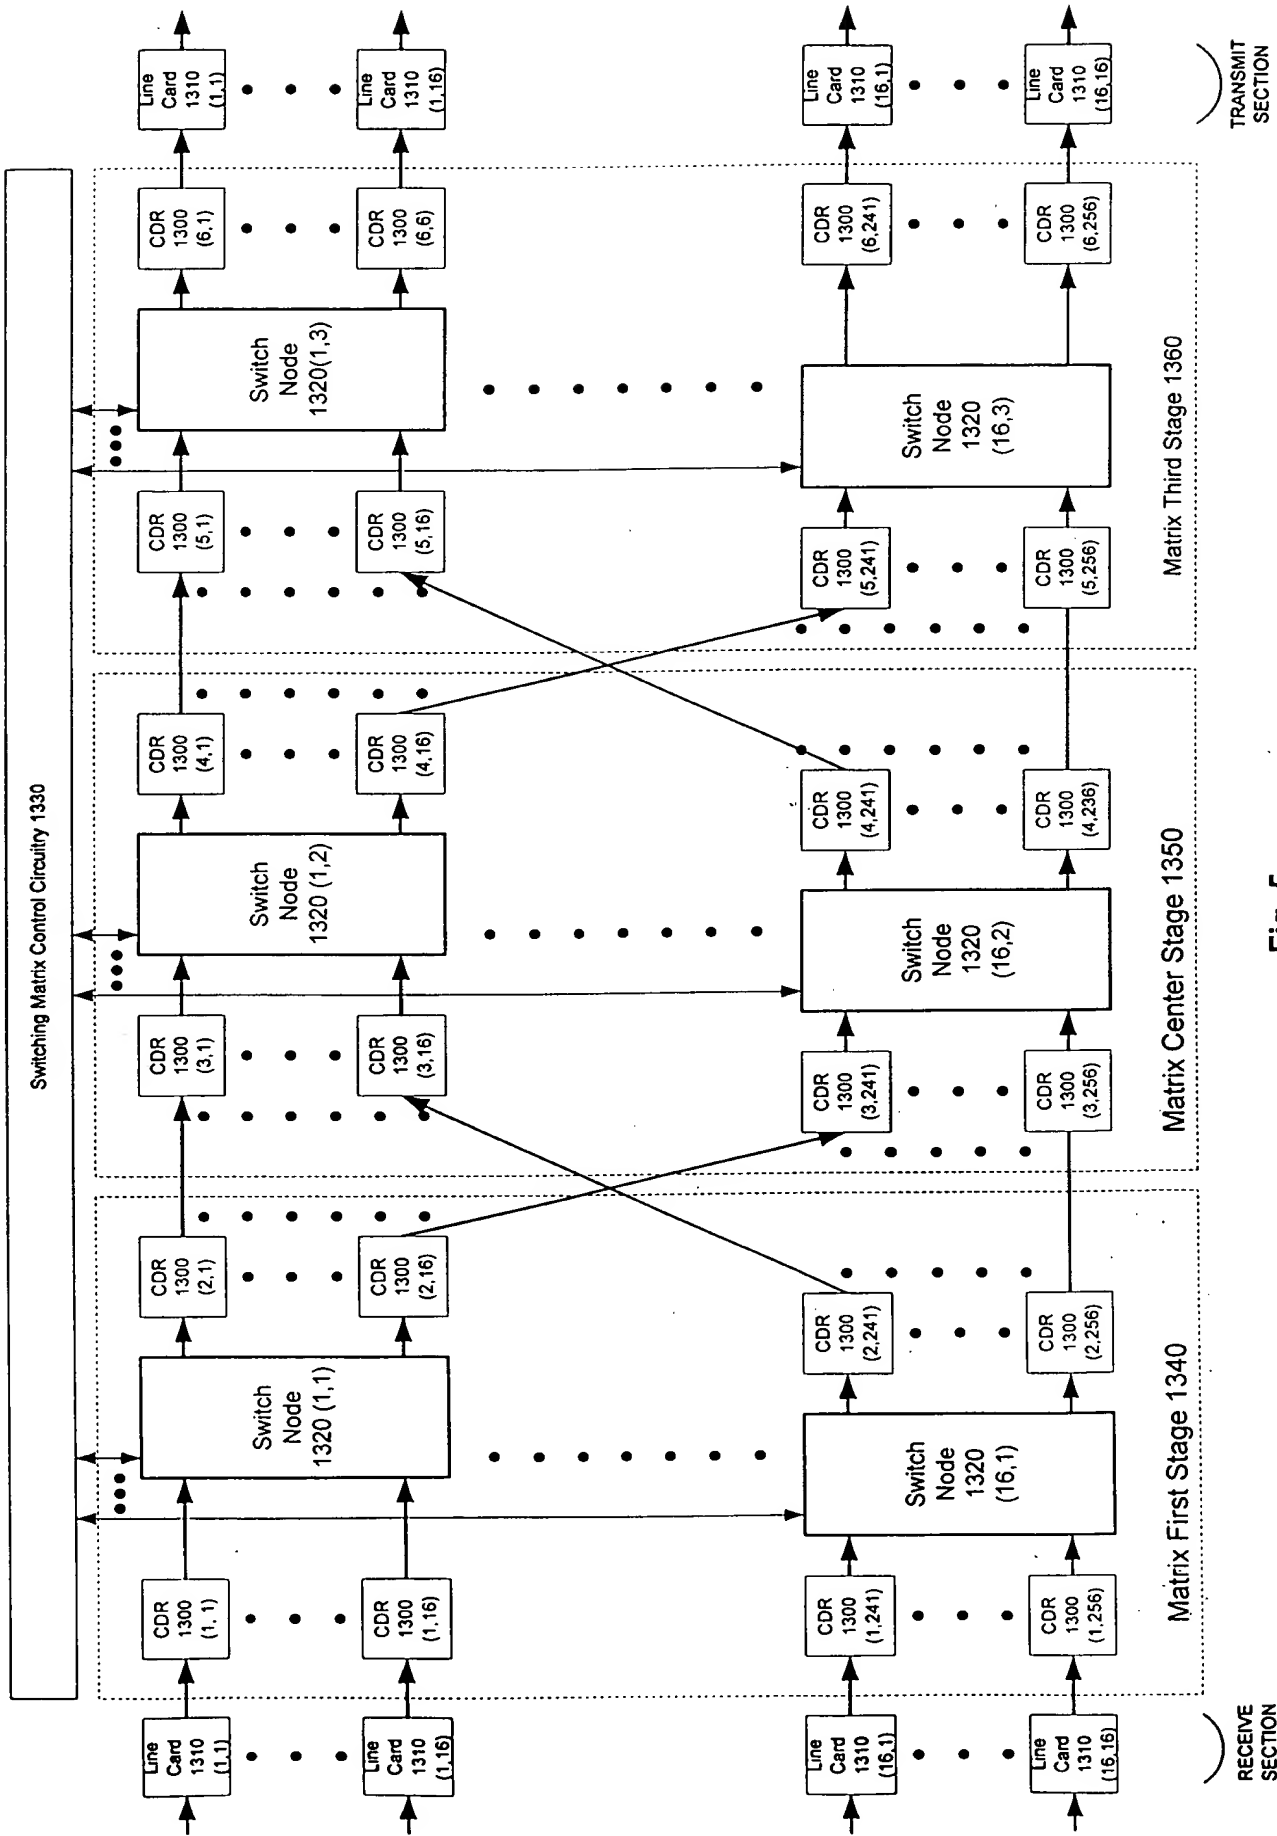 Switching Matrix Control Circuitry 1330
Line
Card
1310
(1,1)
CDR
1300
(1, 1)
Switch
Node
1320 (1,1)
CDR
1300
(2,1)
CDR
1300
(3,1)
Switch
Node
1320 (1,2)
CDR
1300
(4,1)
CDR
1300
(5,1)
Switch
Node
1320(1,3)
CDR
1300
(6,1)
Line
Card
1310
(1,1)
Line
Card
1310
(1,16)
CDR
1300
(1,16)
CDR
1300
(2,16)
CDR
1300
(3,16)
CDR
1300
(4,16)
CDR
1300
(5,16)
CDR
1300
(6,6)
Line
Card
1310
(1,16)
Line
Card
1310
(16,1)
CDR
1300
(1,241)
Switch
Node
1320
(16,1)
CDR
1300
(2,241)
CDR
1300
(3,241)
Switch
Node
1320
(16,2)
CDR
1300
(4,241)
CDR
1300
(5,241)
Switch
Node
1320
(16,3)
CDR
1300
(6,241)
Line
Card
1310
(16,1)
Line
Card
1310
(16,16)
CDR
1300
(1,256)
CDR
1300
(2,256)
CDR
1300
(3,256)
CDR
1300
(4,236)
CDR
1300
(5,256)
CDR
1300
(6,256)
Line
Card
1310
(16,16)
Matrix First Stage 1340
Matrix Center Stage 1350
Matrix Third Stage 1360
RECEIVE
SECTION
TRANSMIT
SECTION
Fig. 5